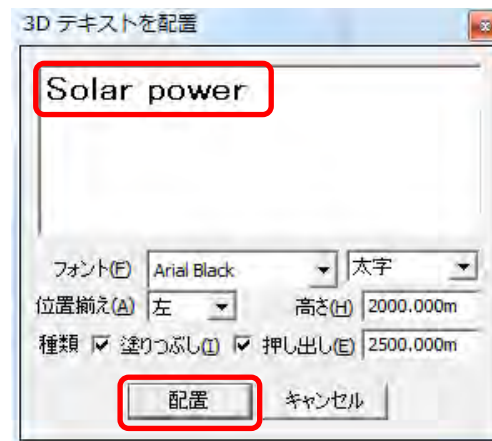 3D テキストを配置
Solar power
フォント(F) Arial Black 太字
位置揃え(A) 左 高さ(H) 2000.000m
種類 塗りつぶし(I) 押し出し(E) 2500.000m
配置 キャンセル